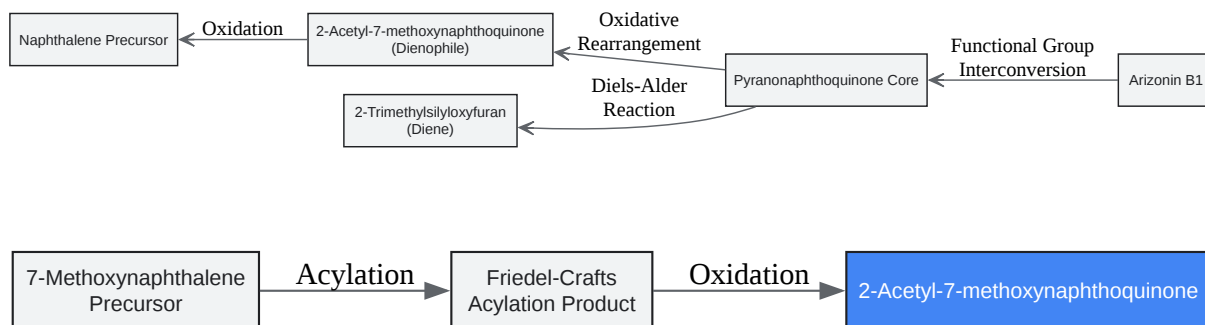 Naphthalene Precursor
Oxidation
2-Acetyl-7-methoxynaphthoquinone
(Dienophile)
Oxidative
Rearrangement
Diels-Alder
Reaction
2-Trimethylsilyloxyfuran
(Diene)
Pyranonaphthoquinone Core
Functional Group
Interconversion
Arizonin B1
7-Methoxynaphthalene
Precursor
Acylation
Friedel-Crafts
Acylation Product
Oxidation
2-Acetyl-7-methoxynaphthoquinone